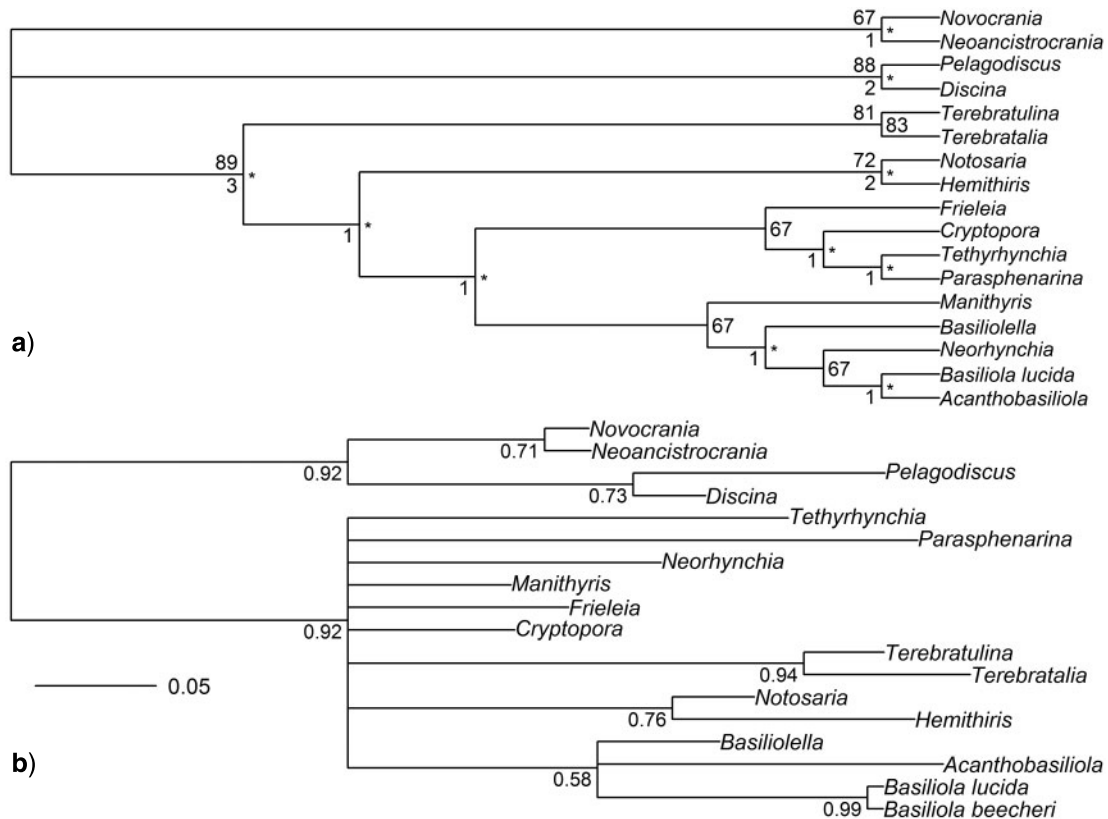 67 Novocrania
1 * Neoancistrocrania
88 Pelagodiscus
2 * Discina
81 Terebratulina
83 Terebratalia
89 72 Notosaria
3 * 2 * Hemithiris
Frieleia
1 * 67 Cryptopora
1 * Tethyrhynchia
1 * 1 * Parasphenarina
Manithyris
67 Basiliolella
a) 1 * Neorhynchia
67 Basiliola lucida
1 * Acanthobasiliola
Novocrania
0.71 Neoancistrocrania
0.92 Pelagodiscus
0.73 Discina
Tethyrhynchia
Parasphenarina
Neorhynchia
Manithyris
Frieleia
0.92 Cryptopora
Terebratulina
0.05 0.94 Terebratalia
Notosaria
0.76 Hemithiris
b) Basiliolella
0.58 Acanthobasiliola
Basiliola lucida
0.99 Basiliola beecheri